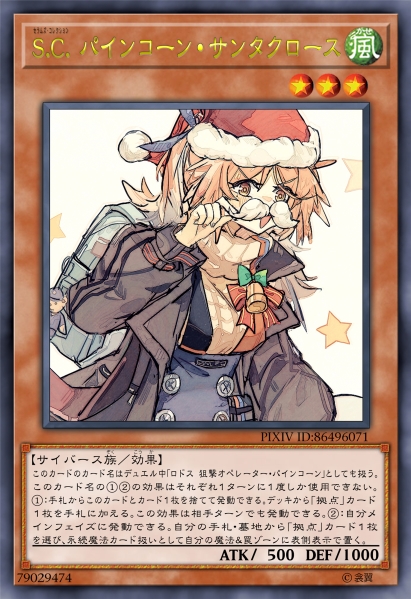 セラムズ・コレクション
S.C. パインコーン・サンタクロース
かぜ
風
PIXIV ID:86496071
【サイバース族／効果】
このカードのカード名はデュエル中「ロドス 狙撃オペレーター・パインコーン」としても扱う。
このカード名の①②の効果はそれぞれ１ターンに１度しか使用できない。
①：手札からこのカードとカード１枚を捨てて発動できる。デッキから「拠点」カード
１枚を手札に加える。この効果は相手ターンでも発動できる。②：自分メ
インフェイズに発動できる。自分の手札・墓地から「拠点」カード１枚
を選び、永続魔法カード扱いとして自分の魔法&罠ゾーンに表側表示で置く。
ATK/ 500 DEF/1000
79029474